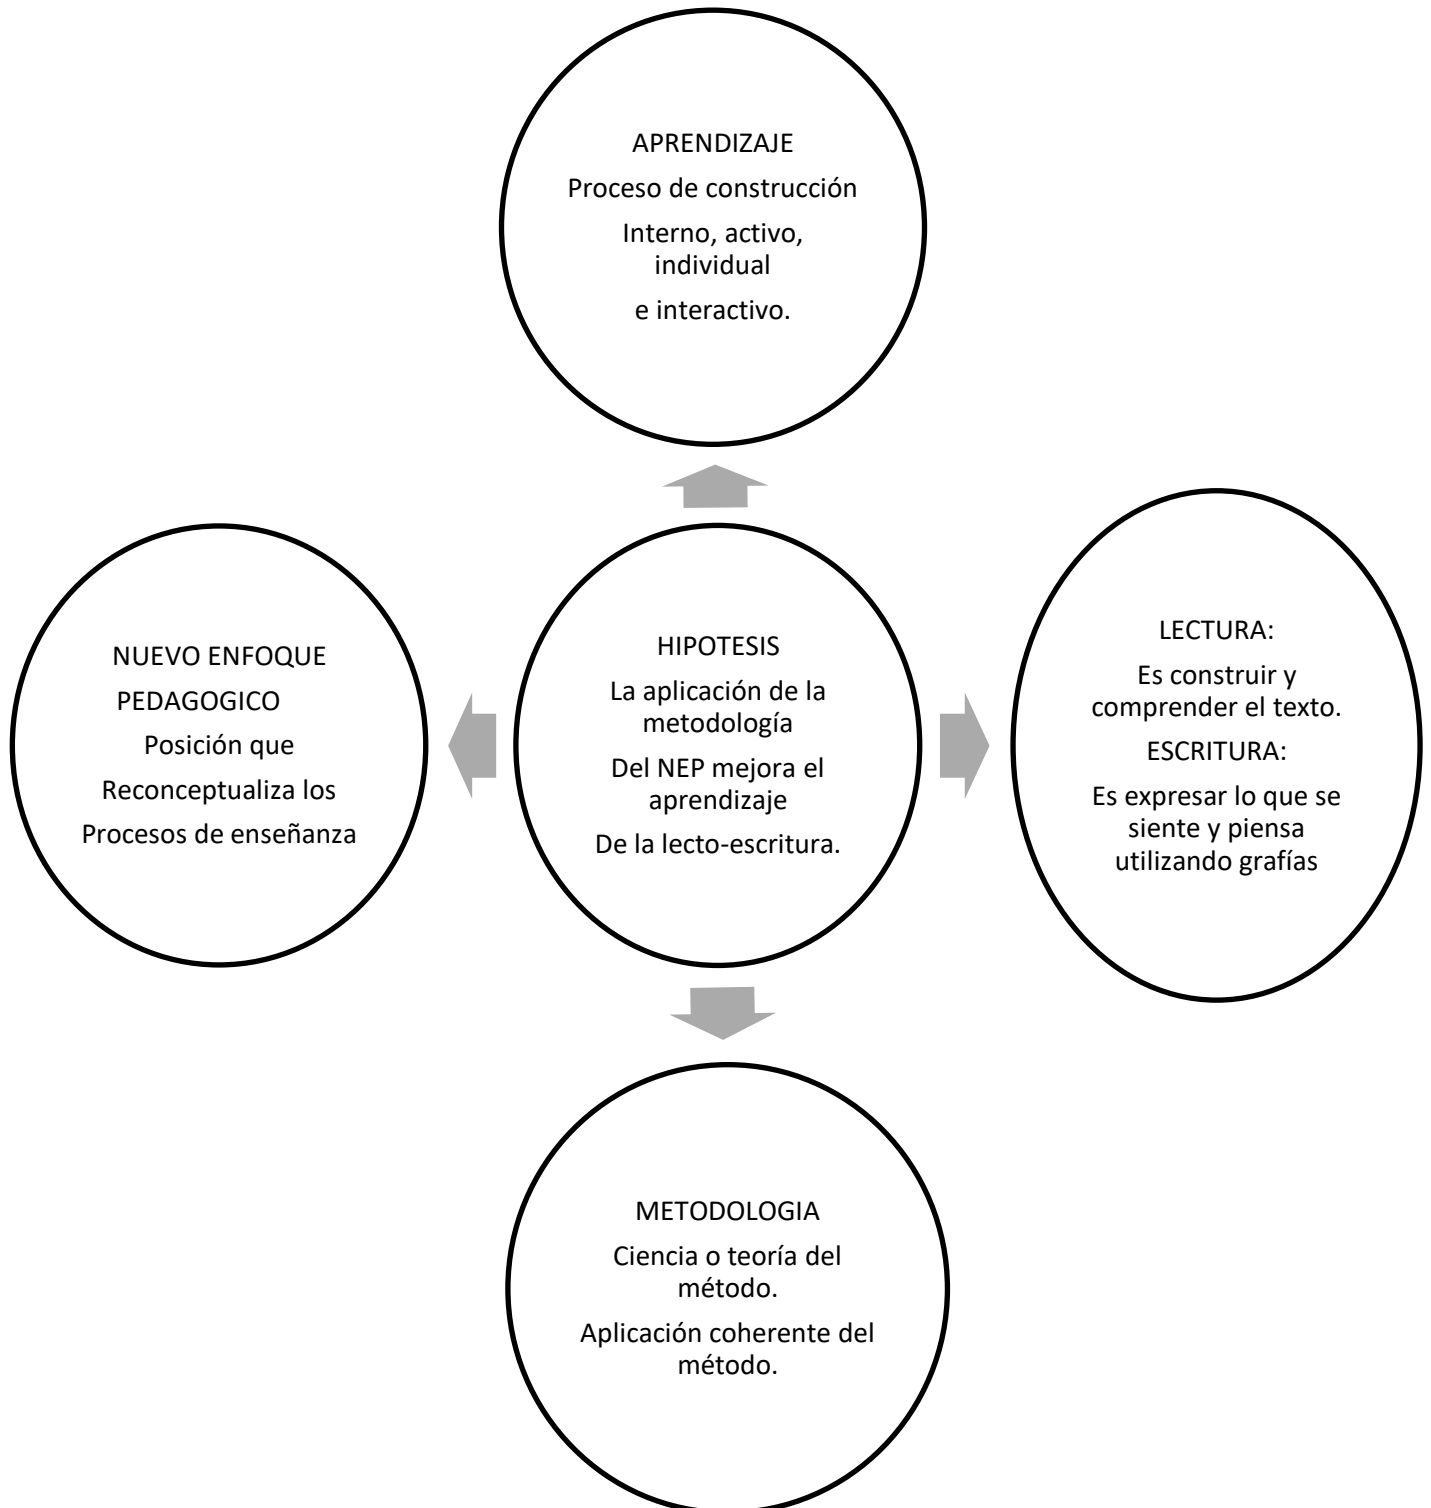 APRENDIZAJE
Proceso de construcción
Interno, activo,
individual
e interactivo.
NUEVO ENFOQUE
PEDAGOGICO
Posición que
Reconceptualiza los
Procesos de enseñanza
HIPOTESIS
La aplicación de la
metodología
Del NEP mejora el
aprendizaje
De la lecto-escritura.
LECTURA:
Es construir y
comprender el texto.
ESCRITURA:
Es expresar lo que se
siente y piensa
utilizando grafías
METODOLOGIA
Ciencia o teoría del
método.
Aplicación coherente del
método.